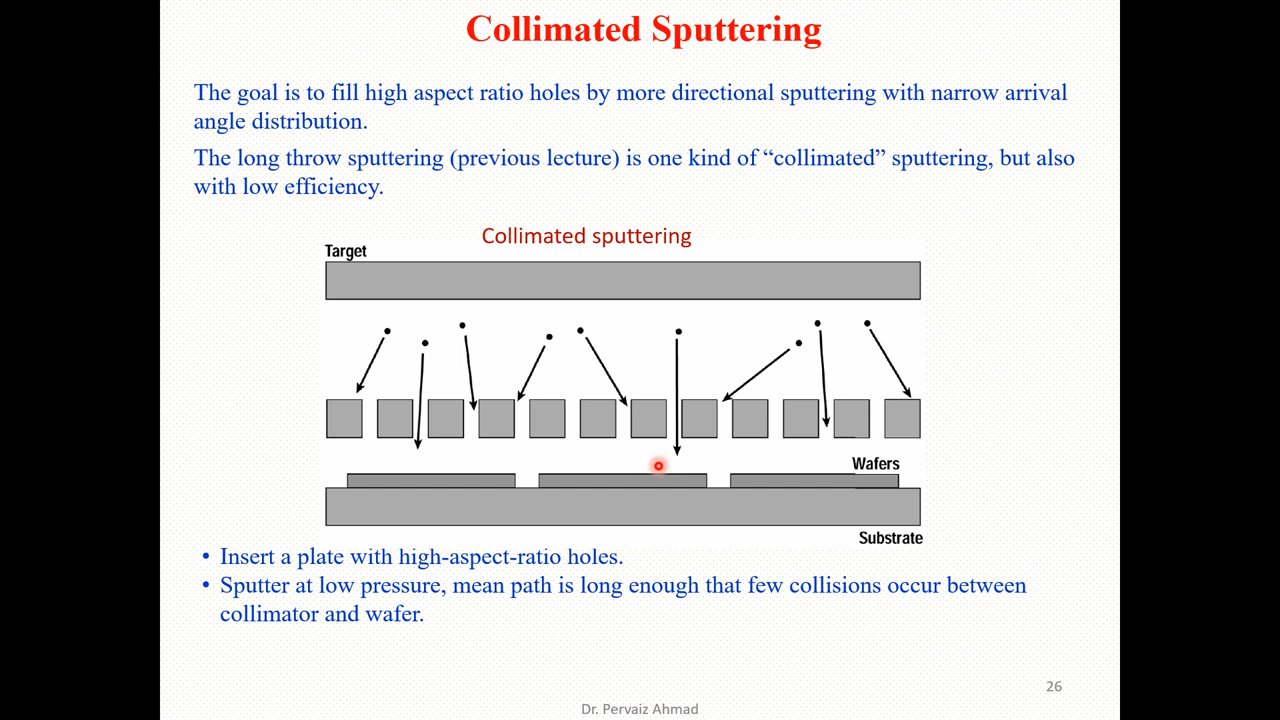 Collimated Sputtering
The goal is to fill high aspect ratio holes by more directional sputtering with narrow arrival
angle distribution.
The long throw sputtering (previous lecture) is one kind of “collimated” sputtering, but also
with low efficiency.
Collimated sputtering
Target
Wafers
Substrate
• Insert a plate with high-aspect-ratio holes.
• Sputter at low pressure, mean path is long enough that few collisions occur between
collimator and wafer.
26
Dr. Pervaiz Ahmad